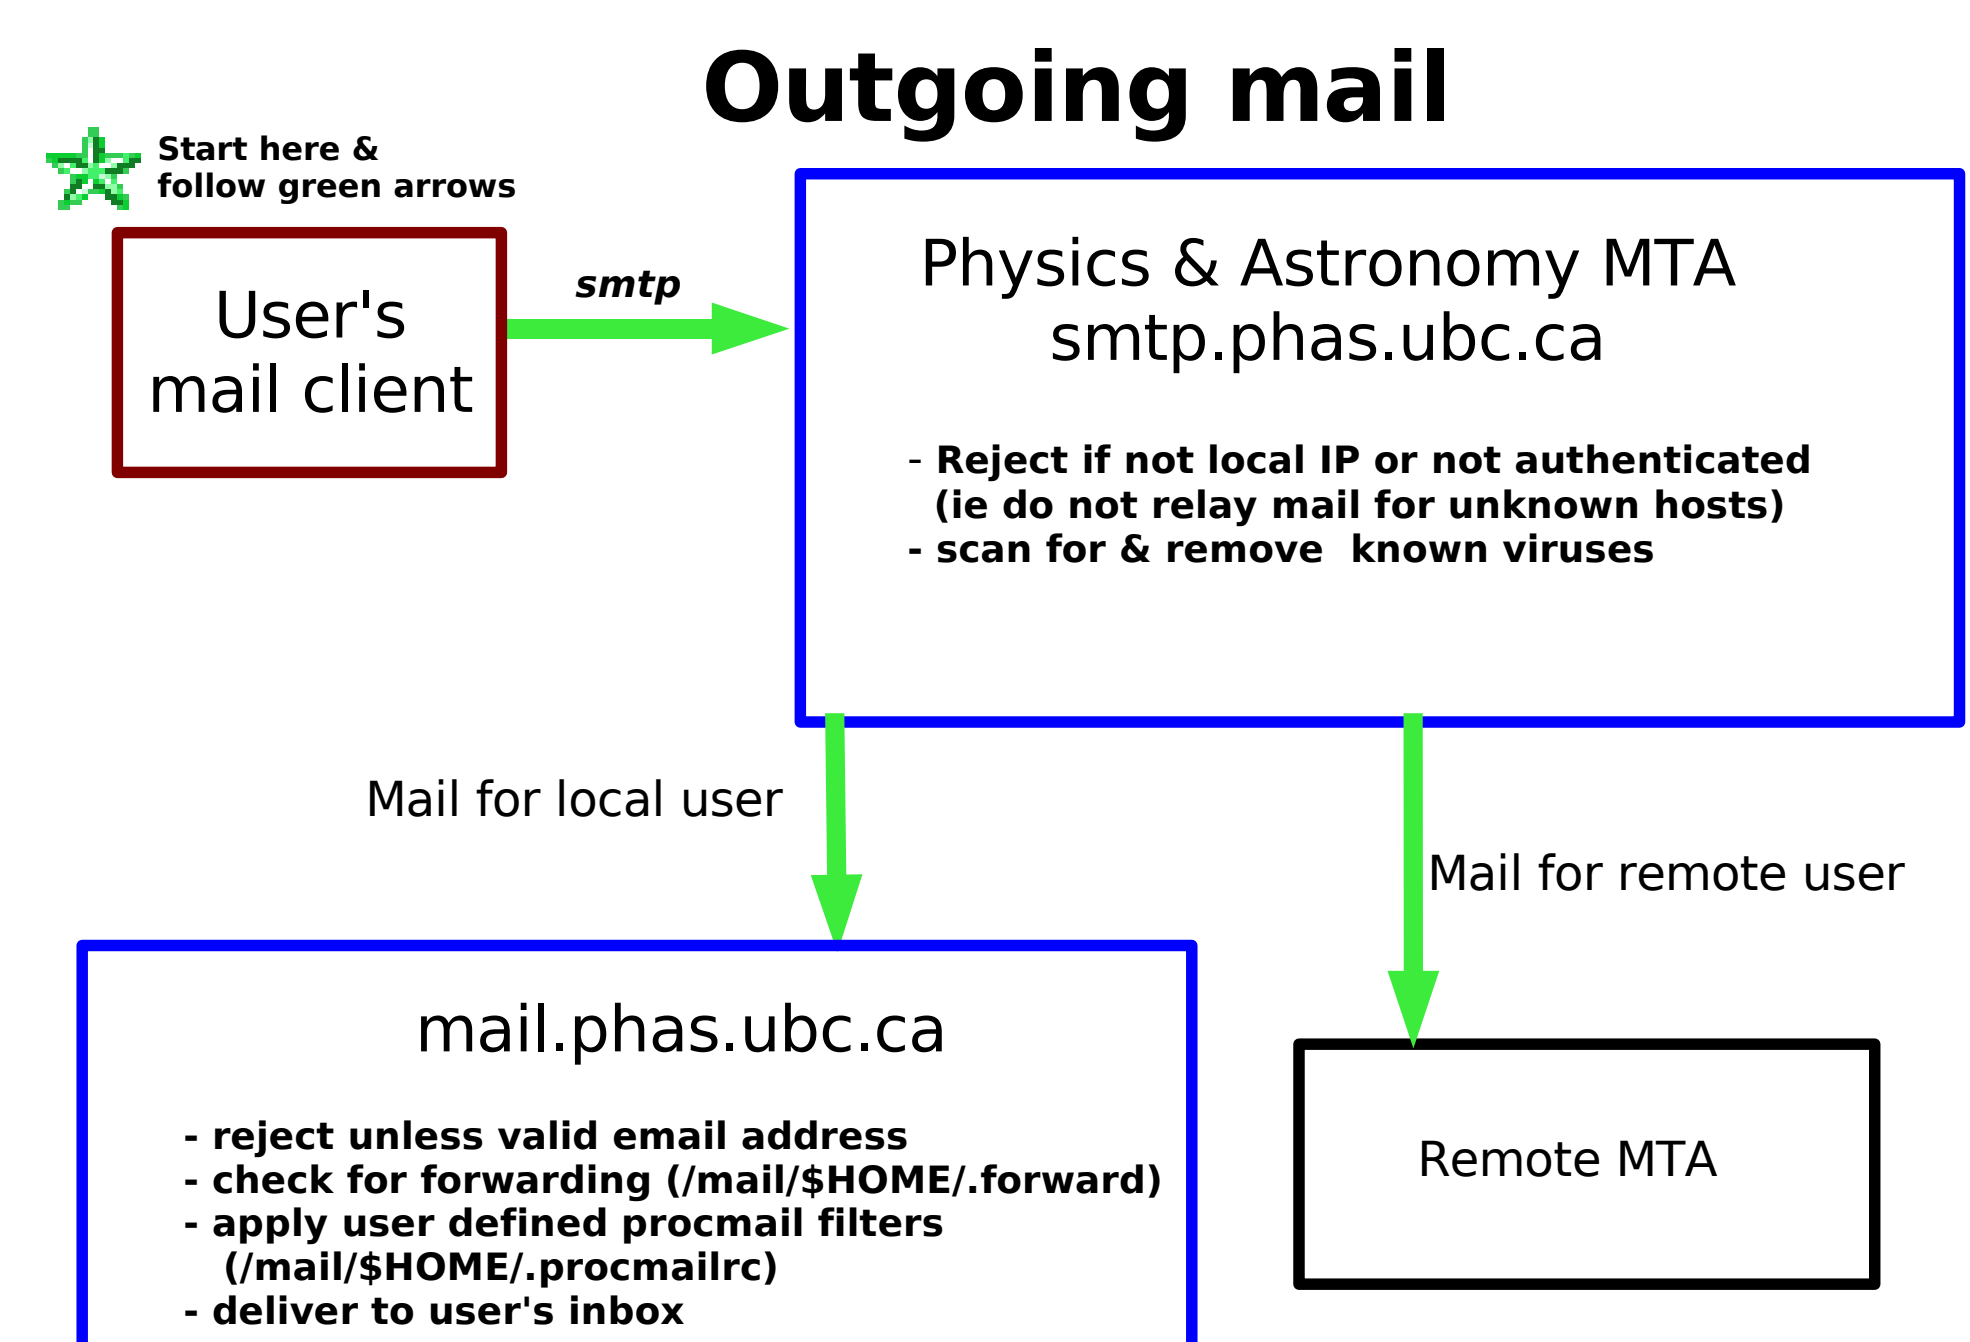 Outgoing mail
Start here &
follow green arrows
User's
mail client
smtp
Physics & Astronomy MTA
smtp.phas.ubc.ca
- Reject if not local IP or not authenticated
(ie do not relay mail for unknown hosts)
- scan for & remove  known viruses
Mail for local user
Mail for remote user
mail.phas.ubc.ca
- reject unless valid email address
- check for forwarding (/mail/$HOME/.forward)
- apply user defined procmail filters
(/mail/$HOME/.procmailrc)
- deliver to user's inbox
Remote MTA